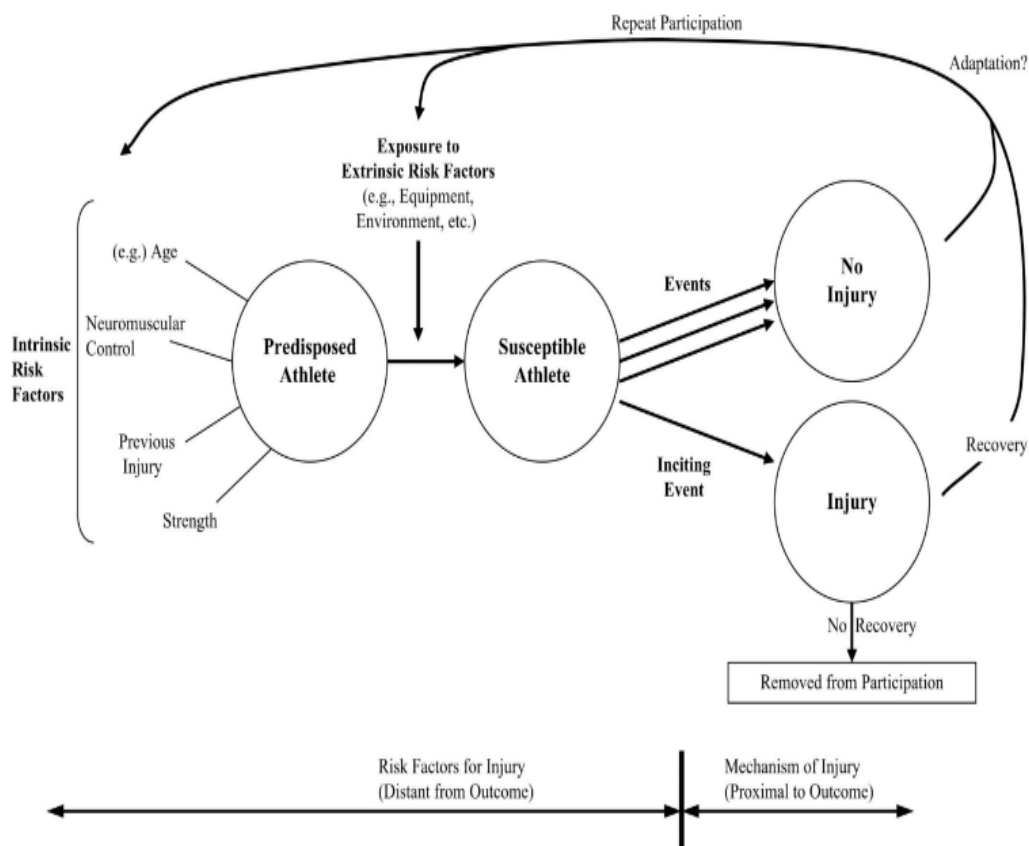 Repeat Participation
Adaptation?
Exposure to
Extrinsic Risk Factors
(e.g., Equipment,
Environment, etc.)
(e.g.) Age
Neuromuscular
Control
Intrinsic
Risk
Factors
Previous
Injury
Strength
Predisposed
Athlete
Susceptible
Athlete
Events
No
Injury
Inciting
Event
Injury
Recovery
No Recovery
Removed from Participation
Risk Factors for Injury
(Distant from Outcome)
Mechanism of Injury
(Proximal to Outcome)